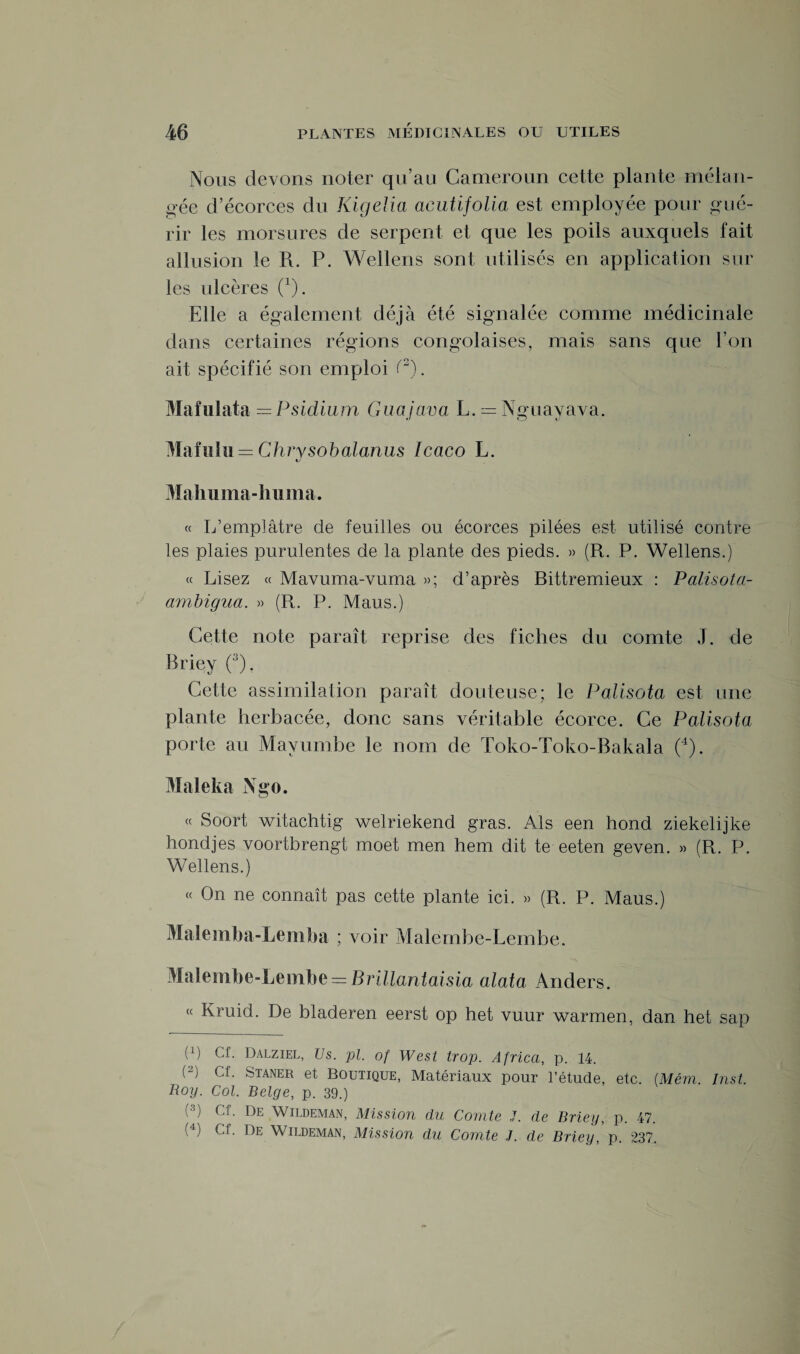 46 PLANTES MÉDICINALES OU UTILES
Nous devons noter qu'au Cameroun cette plante mélan-
gée d'écorces du Kigelia acutifolia est employée pour gué-
rir les morsures de serpent et que les poils auxquels fait
allusion le R. P. Wellens sont utilisés en application sur
les ulcères (¹).
Elle a également déjà été signalée comme médicinale
dans certaines régions congolaises, mais sans que l'on
ait spécifié son emploi (²).
Mafulata = Psidium Guajava L. = Nguayava.
Mafulu = Chrysobalanus Icaco L.
Mahuma-huma.
« L'emplâtre de feuilles ou écorces pilées est utilisé contre
les plaies purulentes de la plante des pieds. » (R. P. Wellens.)
« Lisez « Mavuma-vuma »; d'après Bittremieux : Palisota-
ambigua. » (R. P. Maus.)
Cette note paraît reprise des fiches du comte J. de
Briey (³).
Cette assimilation paraît douteuse; le Palisota est une
plante herbacée, donc sans véritable écorce. Ce Palisota
porte au Mayumbe le nom de Toko-Toko-Bakala (⁴).
Maleka Ngo.
« Soort witachtig welriekend gras. Als een hond ziekelijke
hondjes voortbrengt moet men hem dit te eeten geven. » (R. P.
Wellens.)
« On ne connaît pas cette plante ici. » (R. P. Maus.)
Malemba-Lemba ; voir Malembe-Lembe.
Malembe-Lembe = Brillantaisia alata Anders.
« Kruid. De bladeren eerst op het vuur warmen, dan het sap
(¹) Cf. DALZIEL, Us. pl. of West trop. Africa, p. 14.
(²) Cf. STANER et BOUTIQUE, Matériaux pour l'étude, etc. (Mém. Inst.
Roy. Col. Belge, p. 39.)
(³) Cf. DE WILDEMAN, Mission du Comte J. de Briey, p. 47.
(⁴) Cf. DE WILDEMAN, Mission du Comte J. de Briey, p. 237.